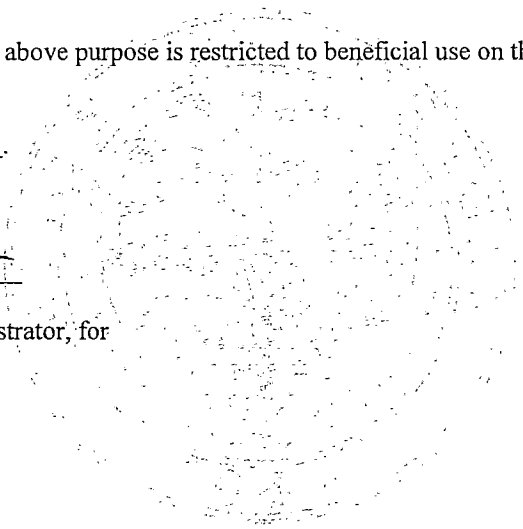 above purpose is restricted to beneficial use on th
strator, for